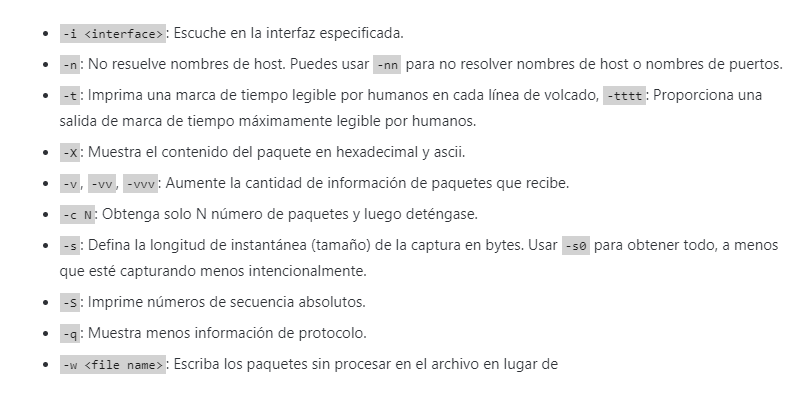 -i <interface>: Escuche en la interfaz especificada.
-n: No resuelve nombres de host. Puedes usar -nn para no resolver nombres de host o nombres de puertos.
-t: Imprima una marca de tiempo legible por humanos en cada línea de volcado, -tttt: Proporciona una
salida de marca de tiempo máximamente legible por humanos.
-X: Muestra el contenido del paquete en hexadecimal y ascii.
-v, -vv, -vvv: Aumente la cantidad de información de paquetes que recibe.
-c N: Obtenga solo N número de paquetes y luego deténgase.
-s: Defina la longitud de instantánea (tamaño) de la captura en bytes. Usar -s0 para obtener todo, a menos
que esté capturando menos intencionalmente.
-S: Imprime números de secuencia absolutos.
-q: Muestra menos información de protocolo.
-w <file name>: Escriba los paquetes sin procesar en el archivo en lugar de